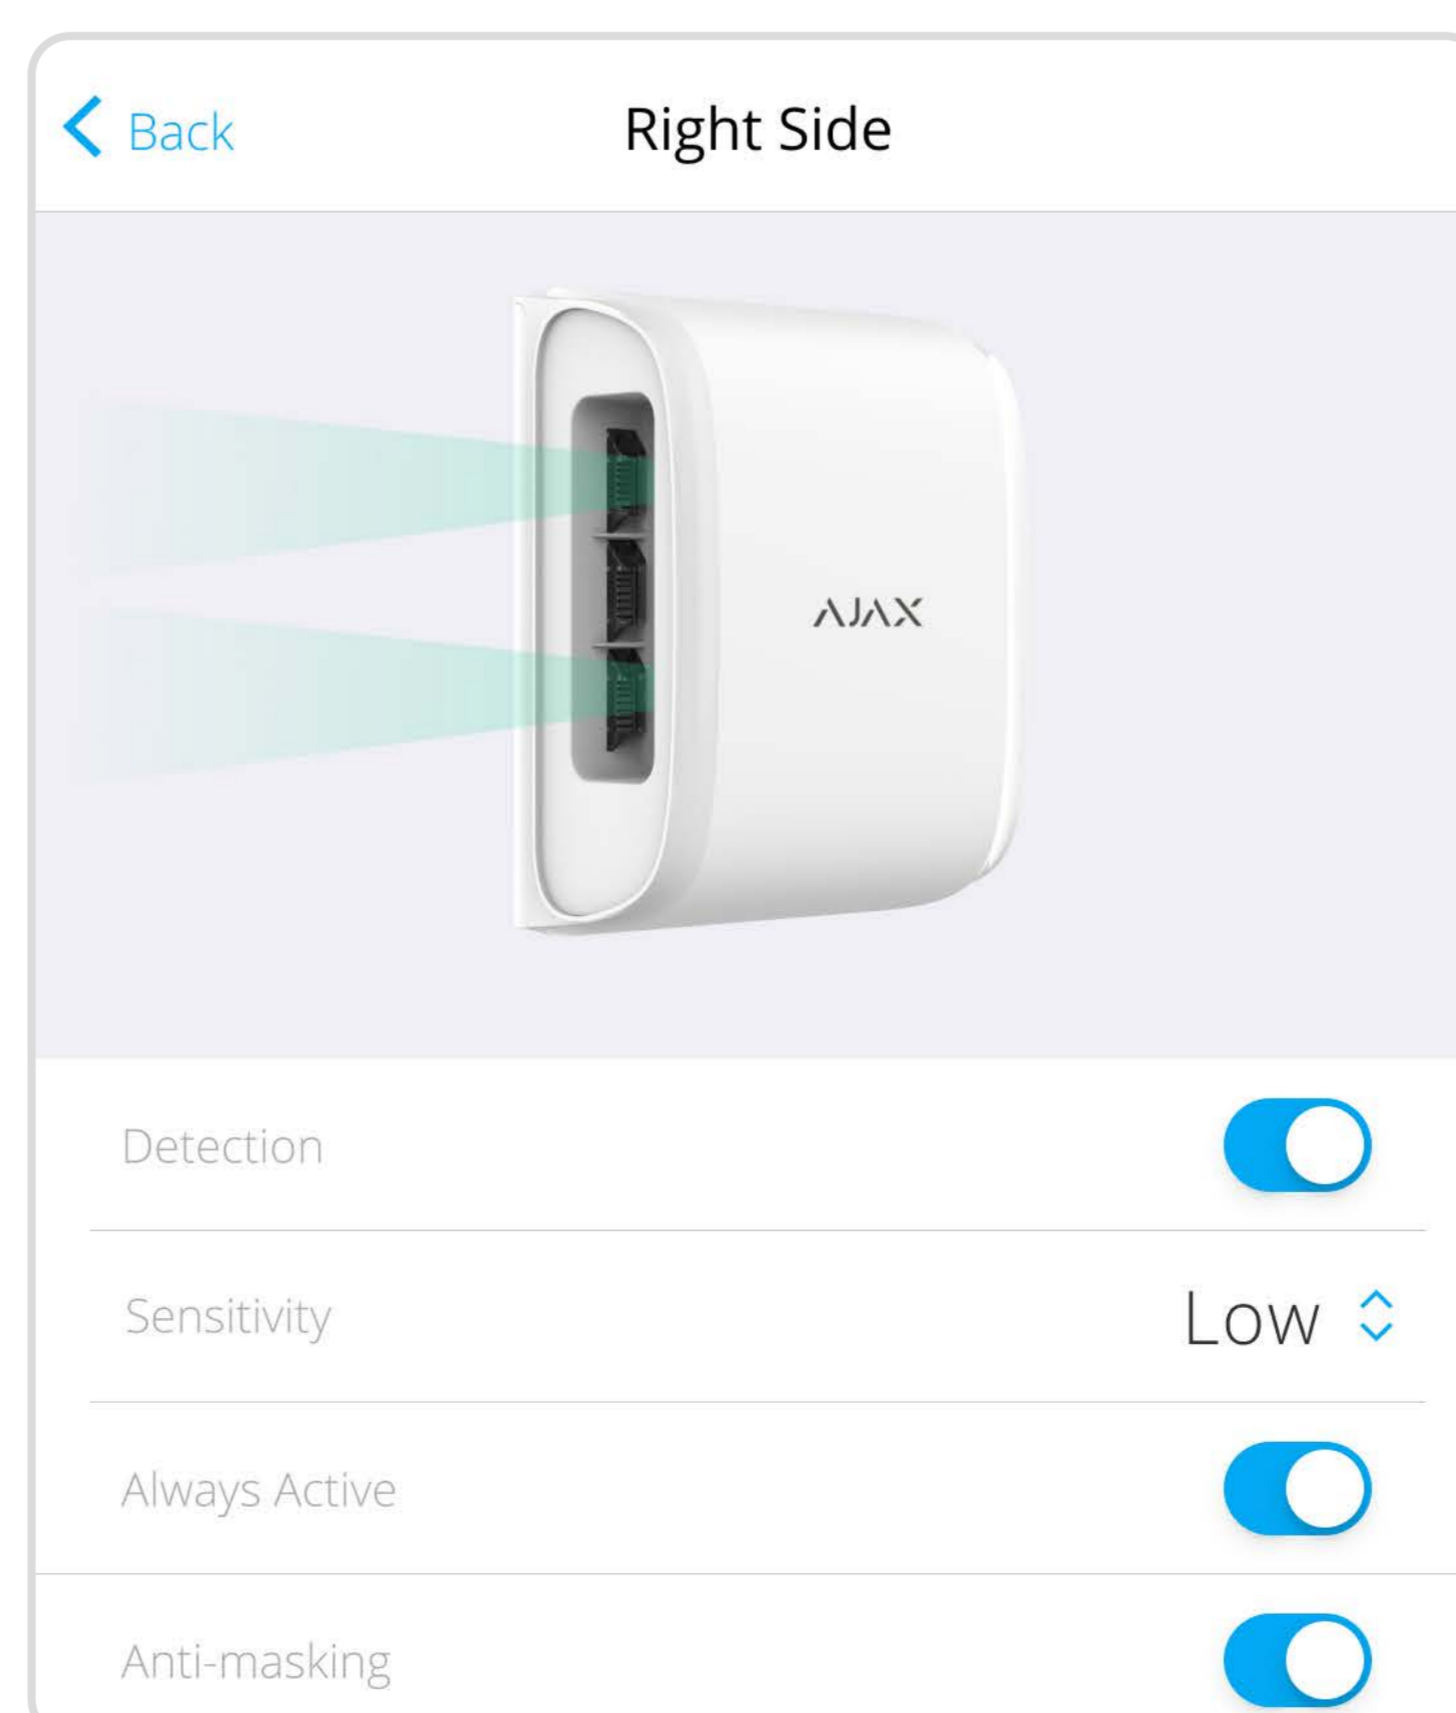 Back
Right Side
AJAX
Detection
Sensitivity
Low
Always Active
Anti-masking